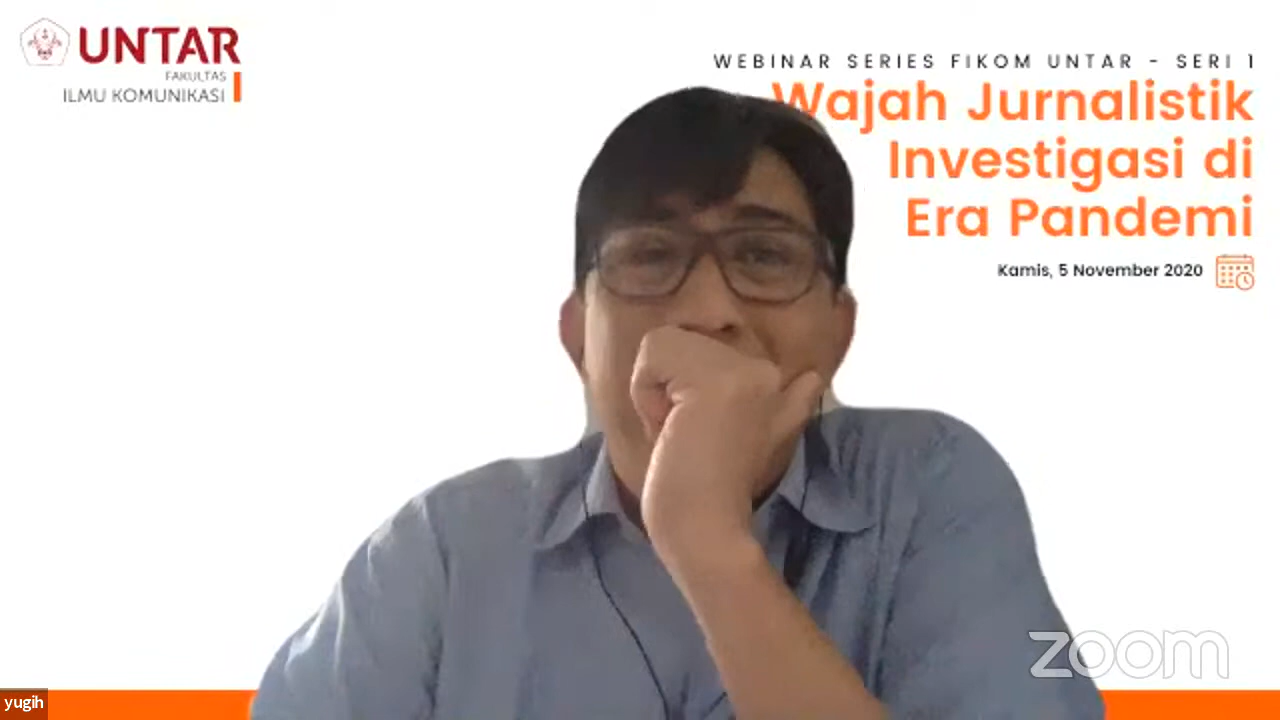 UNTAR
FAKULTAS
ILMU KOMUNIKASI
WEBINAR SERIES FIKOM UNTAR - SERI 1
Wajah Jurnalistik
Investigasi di
Era Pandemi
Kamis, 5 November 2020
zoom
yugih